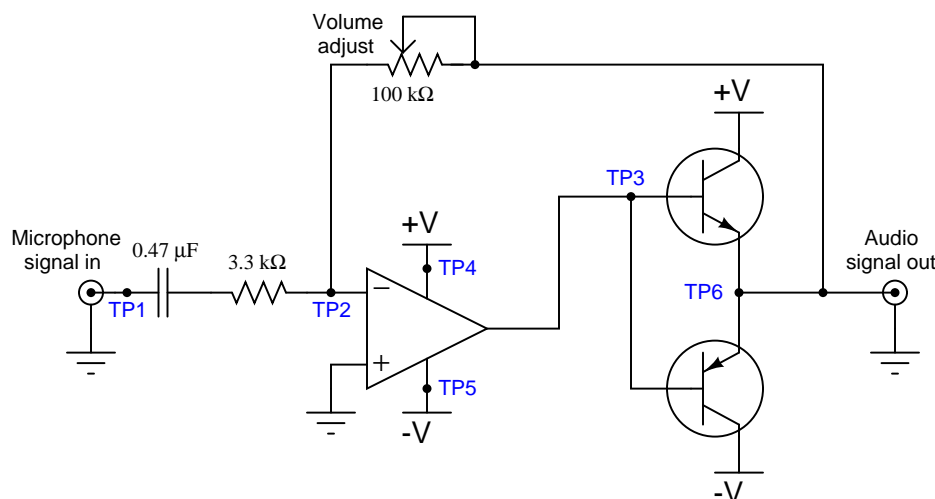 Volume
adjust
100 kΩ
+V
TP3
Microphone
signal in
0.47 μF
3.3 kΩ
+V
TP4
Audio
signal out
TP1
TP2
−
+
TP6
TP5
-V
-V